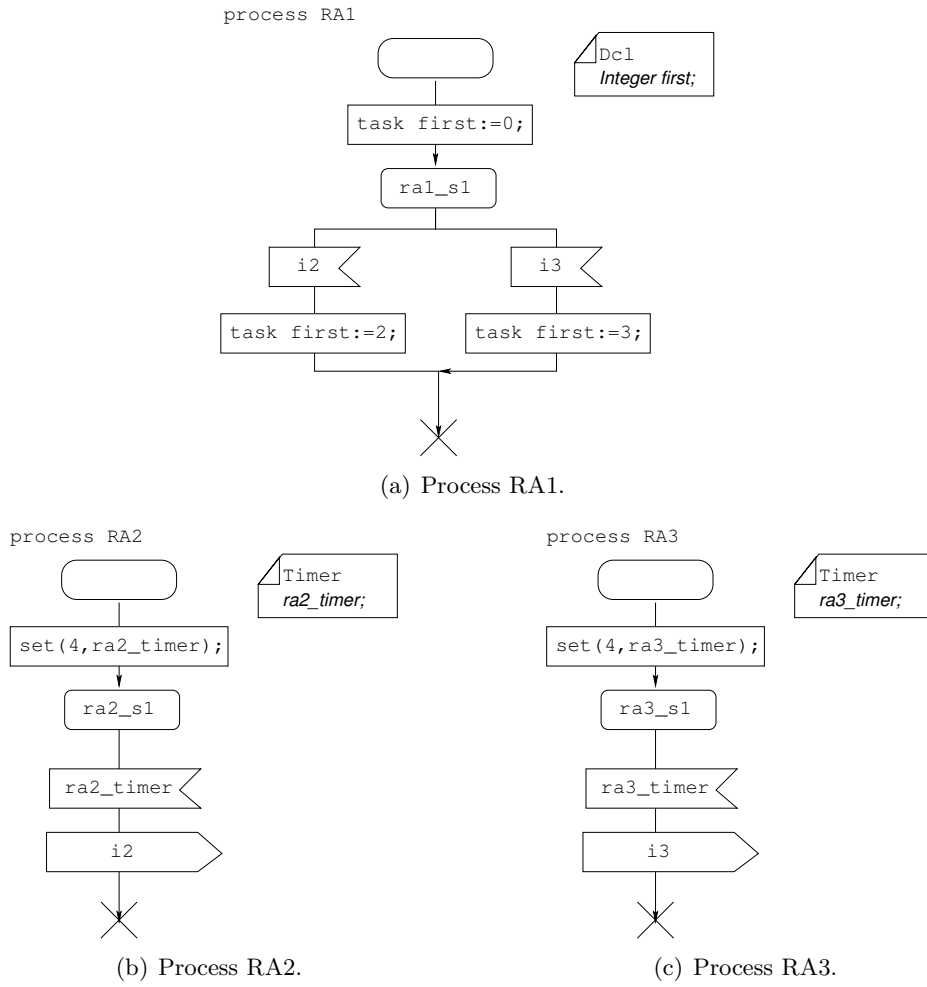 process RA1
Dcl
Integer first;
task first:=0;
ra1_s1
i2
i3
task first:=2;
task first:=3;
(a) Process RA1.
process RA2
Timer
ra2_timer;
set(4,ra2_timer);
ra2_s1
ra2_timer
i2
(b) Process RA2.
process RA3
Timer
ra3_timer;
set(4,ra3_timer);
ra3_s1
ra3_timer
i3
(c) Process RA3.